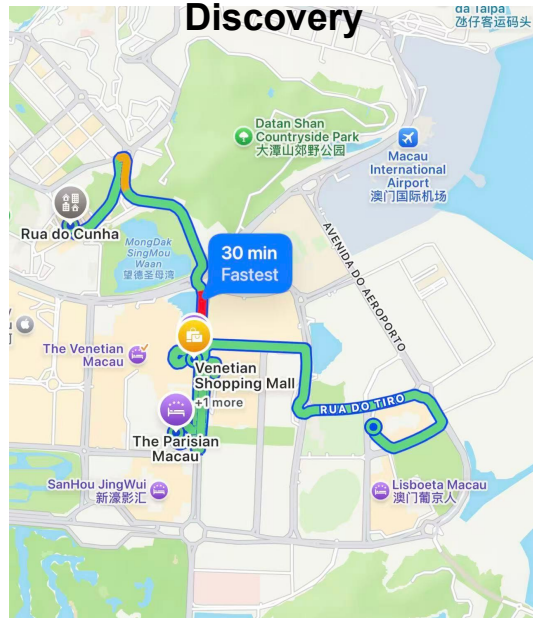 Discovery
da Taipa
氹仔客运码头
Datan Shan
Countryside Park
大潭山郊野公园
Macau
International
Airport
澳门国际机场
Rua do Cunha
MongDak
SingMou
Waan
望德圣母湾
30 min
Fastest
AVENIDA DO AEROPORTO
The Venetian
Macau
Venetian
Shopping Mall
+1 more
RUA DO TIRO
The Parisian
Macau
SanHou JingWui
新濠影汇
Lisboeta Macau
澳门葡京人